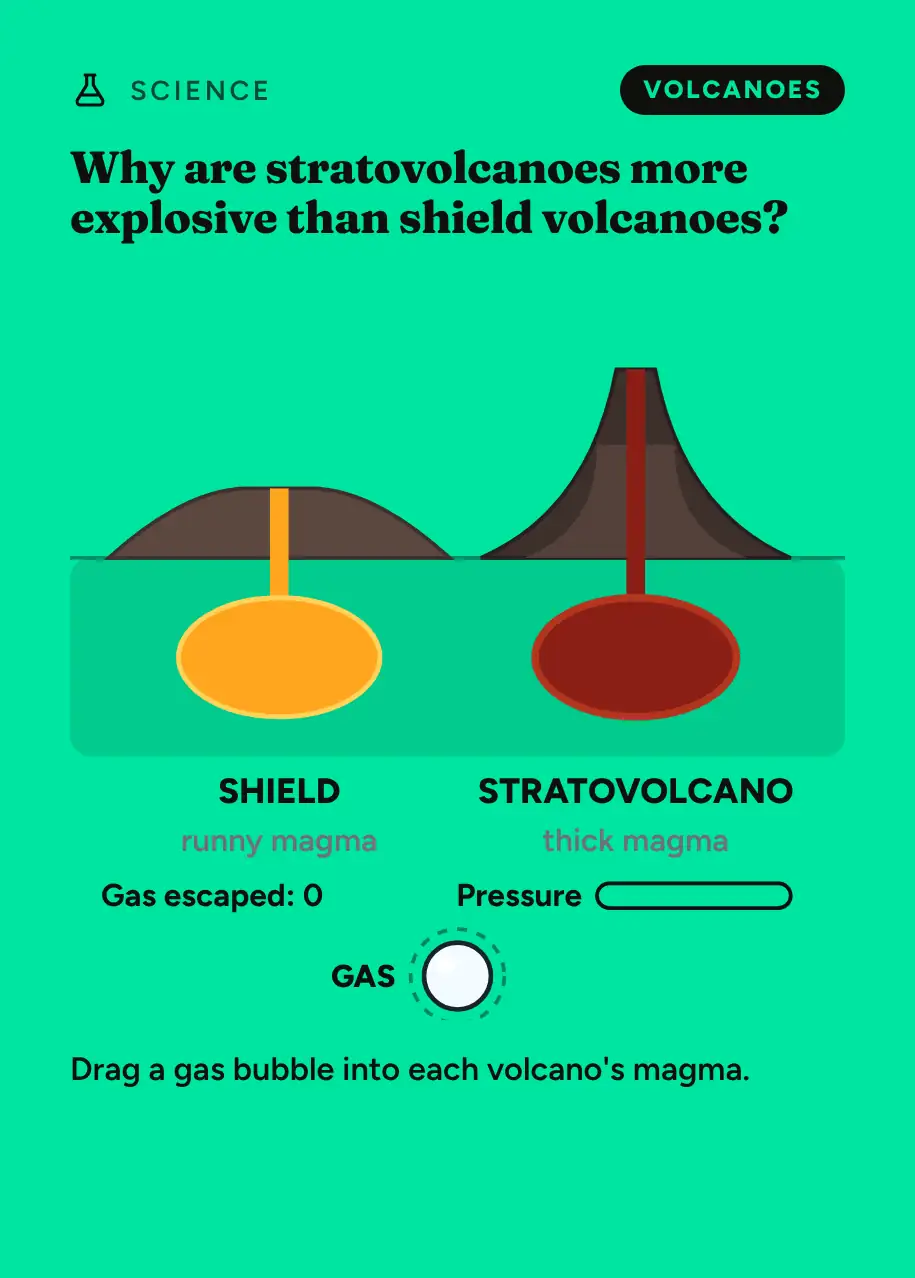 SCIENCE
VOLCANOES
Why are stratovolcanoes more
explosive than shield volcanoes?
SHIELD
STRATOVOLCANO
runny magma
thick magma
Gas escaped: 0
Pressure
GAS
Drag a gas bubble into each volcano's magma.